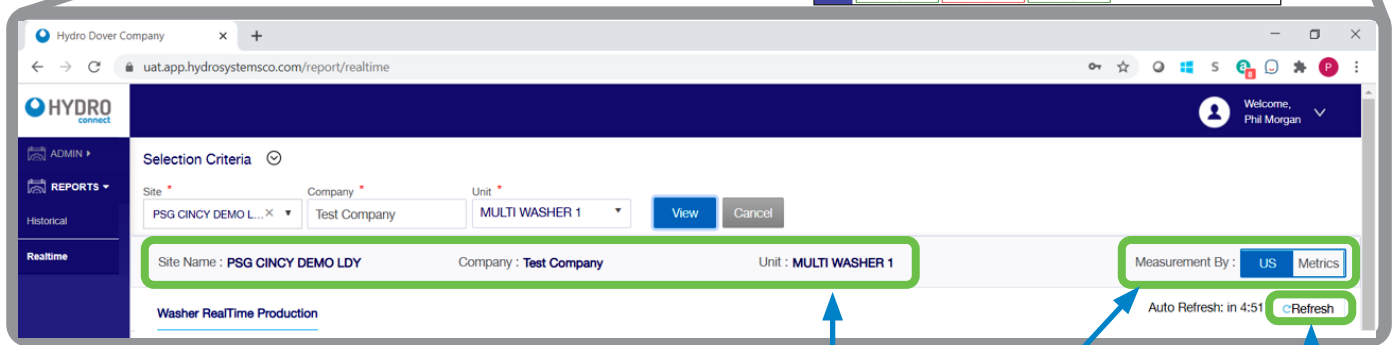 Hydro Dover Company
uat.app.hydrosystemsco.com/report/realtime
S
a
8
P
HYDRO
connect
Welcome,
Phil Morgan
ADMIN
REPORTS
Historical
Realtime
Selection Criteria
Site * Company * Unit *
PSG CINCY DEMO L...× Test Company MULTI WASHER 1 View Cancel
Site Name : PSG CINCY DEMO LDY Company : Test Company Unit : MULTI WASHER 1 Measurement By : US Metrics
Washer RealTime Production Auto Refresh: in 4:51 Refresh